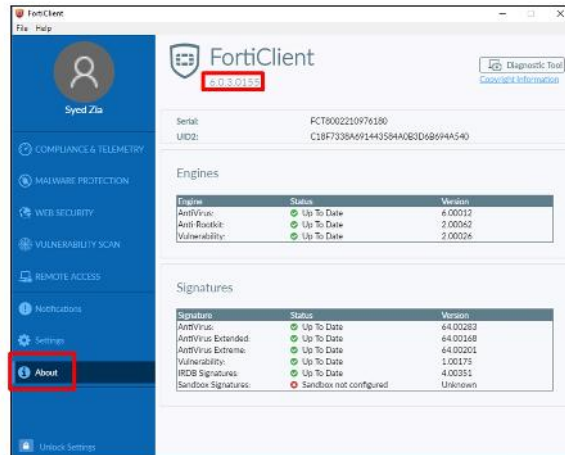 FortiClient
File Help
Syed Zia
COMPLIANCE & TELEMETRY
MALWARE PROTECTION
WEB SECURITY
VULNERABILITY SCAN
REMOTE ACCESS
Notifications
Settings
About
Unlock Settings
FortiClient
6.0.3.0155
Diagnostic Tool
Copyright Information
Serial: FCT8002210976180
UID2: C18F7338A691443584A0B3D6B694A540
Engines
Engine Status Version
AntiVirus: Up To Date 6.00012
Anti-Rootkit: Up To Date 2.00062
Vulnerability: Up To Date 2.00026
Signatures
Signature Status Version
AntiVirus: Up To Date 64.00283
AntiVirus Extended: Up To Date 64.00168
AntiVirus Extreme: Up To Date 64.00201
Vulnerability: Up To Date 1.00175
IRDB Signatures: Up To Date 4.00351
Sandbox Signatures: Sandbox not configured Unknown